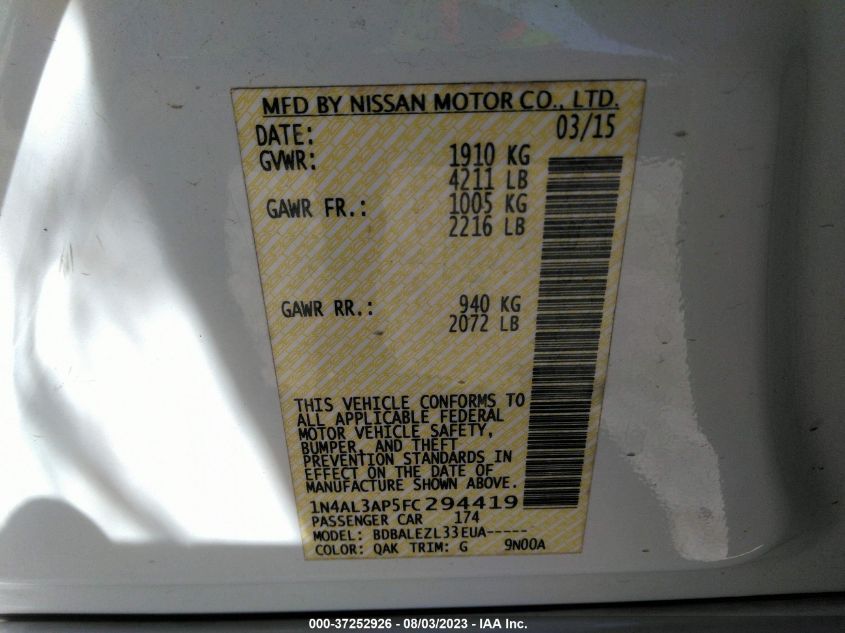 MFD BY NISSAN MOTOR CO., LTD.
DATE: 03/15
GVWR: 1910 KG
4211 LB
GAWR FR.: 1005 KG
2216 LB
GAWR RR.: 940 KG
2072 LB
THIS VEHICLE CONFORMS TO
ALL APPLICABLE FEDERAL
MOTOR VEHICLE SAFETY,
BUMPER, AND THEFT
PREVENTION STANDARDS IN
EFFECT ON THE DATE OF
MANUFACTURE SHOWN ABOVE.
1N4AL3AP5FC294419
PASSENGER CAR 174
MODEL: BDBALEZL33EUA-----
COLOR: QAK TRIM: G 9N00A
000-37252926 - 08/03/2023 - IAA Inc.